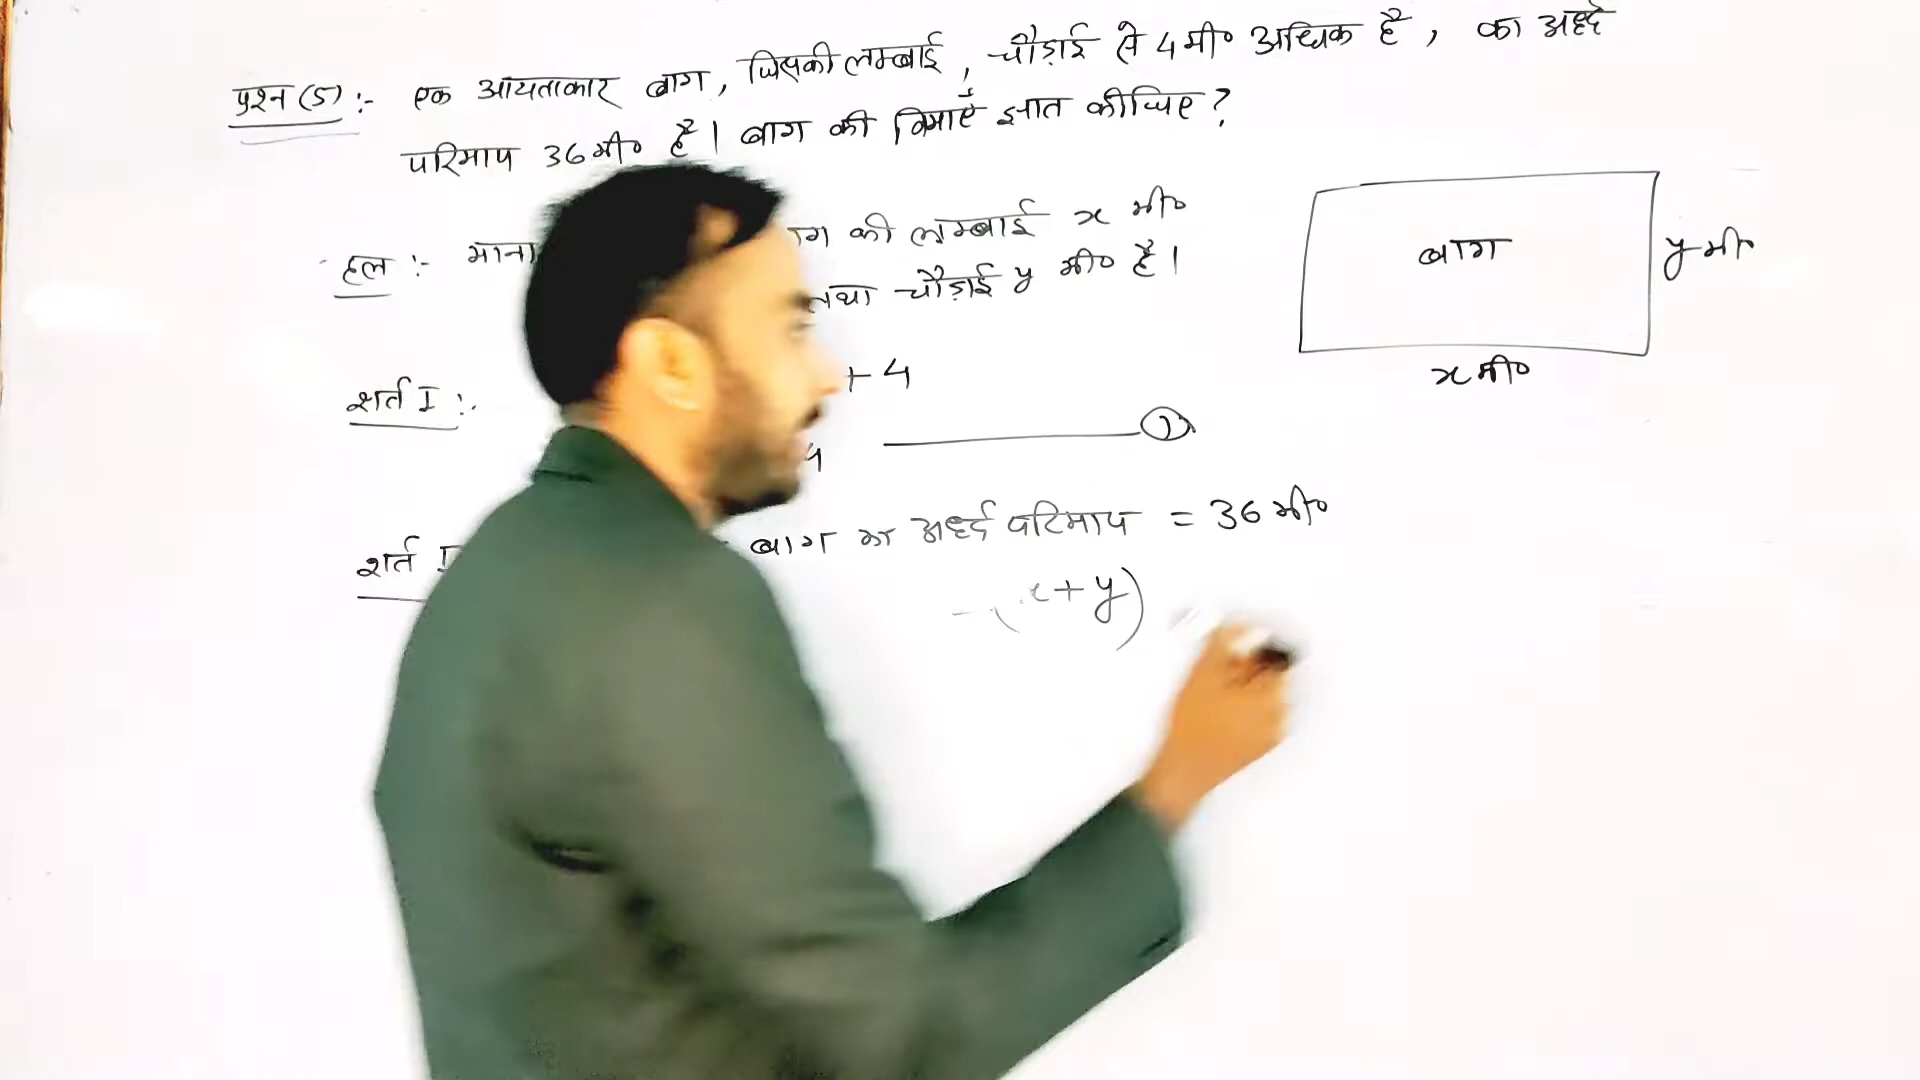 प्रश्न (5) :- एक आयताकार बाग, जिसकी लम्बाई, चौड़ाई से 4 मी० अधिक है, का अर्ध्द
परिमाप 36 मी० है। बाग की विमाएँ ज्ञात कीजिए?
हल :- माना की लम्बाई x मी०
तथा चौड़ाई y मी० है।
बाग
y मी०
x मी०
शर्त I :- + 4
4 ——— ①
शर्त बाग का अर्ध्द परिमाप = 36 मी०
x + y)